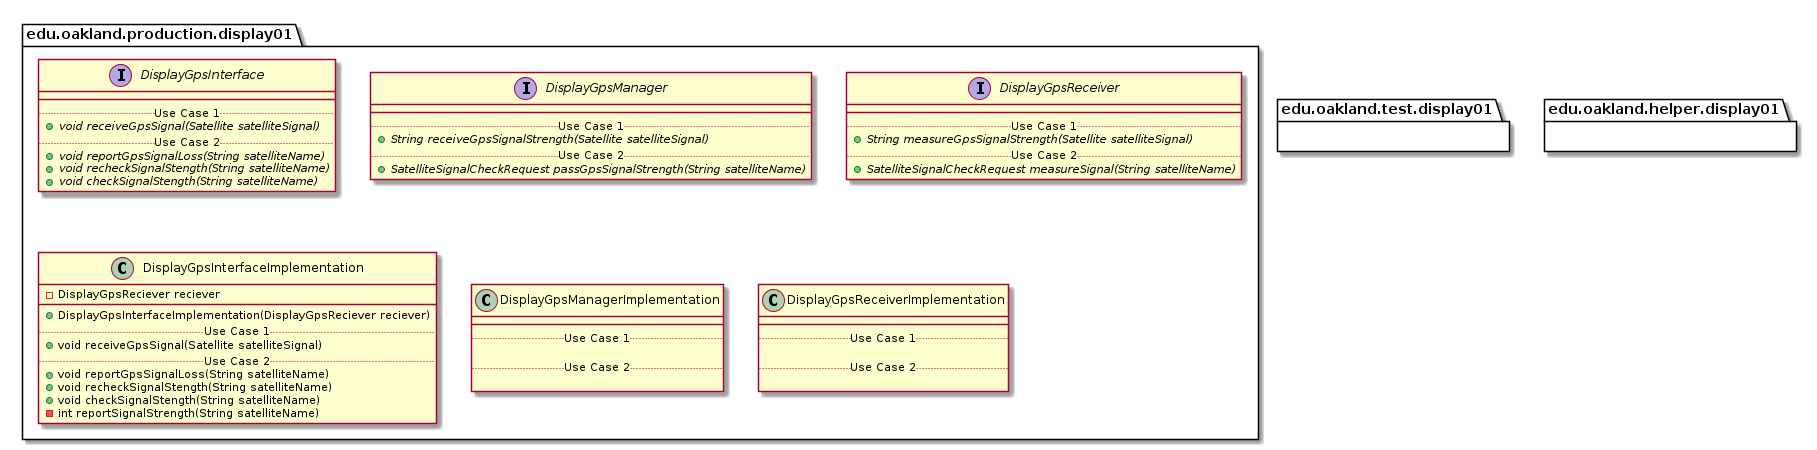 edu.oakland.production.display01
I DisplayGpsInterface
Use Case 1
void receiveGpsSignal(Satellite satelliteSignal)
Use Case 2
void reportGpsSignalLoss(String satelliteName)
void recheckSignalStength(String satelliteName)
void checkSignalStength(String satelliteName)
I DisplayGpsManager
Use Case 1
String receiveGpsSignalStrength(Satellite satelliteSignal)
Use Case 2
SatelliteSignalCheckRequest passGpsSignalStrength(String satelliteName)
I DisplayGpsReceiver
Use Case 1
String measureGpsSignalStrength(Satellite satelliteSignal)
Use Case 2
SatelliteSignalCheckRequest measureSignal(String satelliteName)
edu.oakland.test.display01
edu.oakland.helper.display01
C DisplayGpsInterfaceImplementation
DisplayGpsReciever reciever
DisplayGpsInterfaceImplementation(DisplayGpsReciever reciever)
Use Case 1
void receiveGpsSignal(Satellite satelliteSignal)
Use Case 2
void reportGpsSignalLoss(String satelliteName)
void recheckSignalStength(String satelliteName)
void checkSignalStength(String satelliteName)
int reportSignalStrength(String satelliteName)
C DisplayGpsManagerImplementation
Use Case 1
Use Case 2
C DisplayGpsReceiverImplementation
Use Case 1
Use Case 2